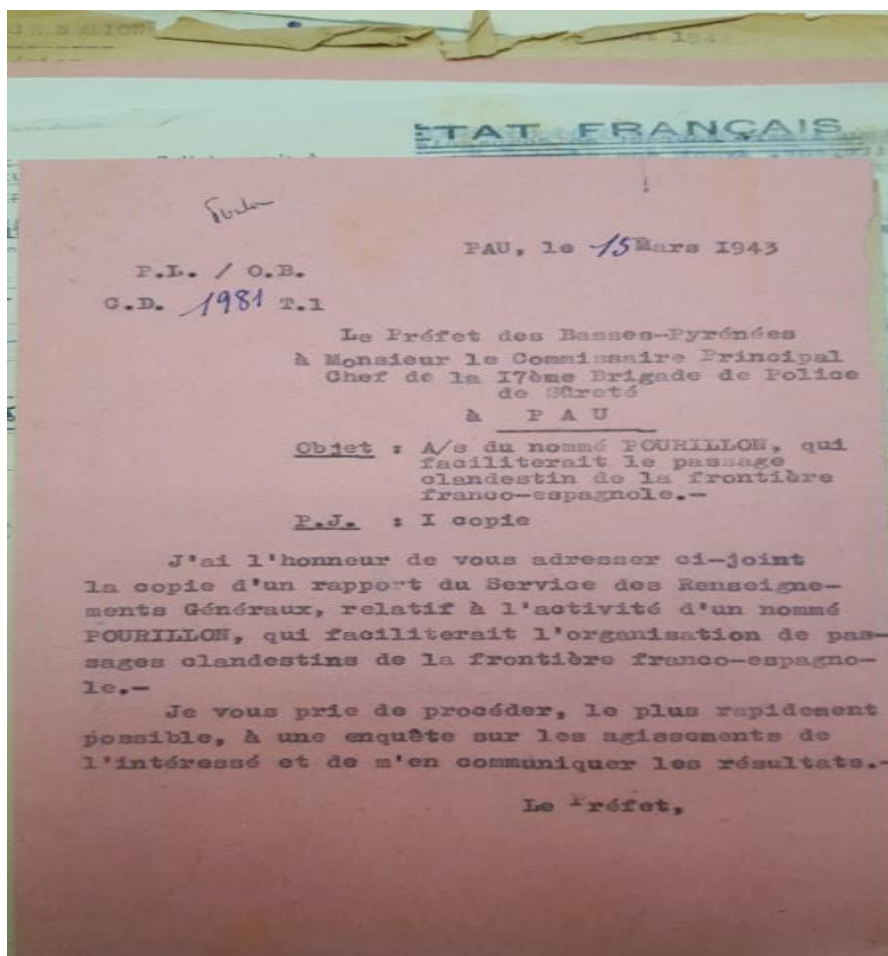 ETAT FRANÇAIS
PAU, le 15 Mars I943
P.L. / O.B.
C.D. 1981 T.1
Le Préfet des Basses-Pyrénées
à Monsieur le Commissaire Principal
Chef de la I7ème Brigade de Police
de Sûreté
à P A U
Objet : A/s du nommé POURILLON, qui
faciliterait le passage
clandestin de la frontière
franco-espagnole.-
P.J. : I copie
J'ai l'honneur de vous adresser ci-joint
la copie d'un rapport du Service des Renseigne-
ments Généraux, relatif à l'activité d'un nommé
POURILLON, qui faciliterait l'organisation de pas-
sages clandestins de la frontière franco-espagno-
le.-
Je vous prie de procéder, le plus rapidement
possible, à une enquête sur les agissements de
l'intéressé et de m'en communiquer les résultats.-
Le Préfet,